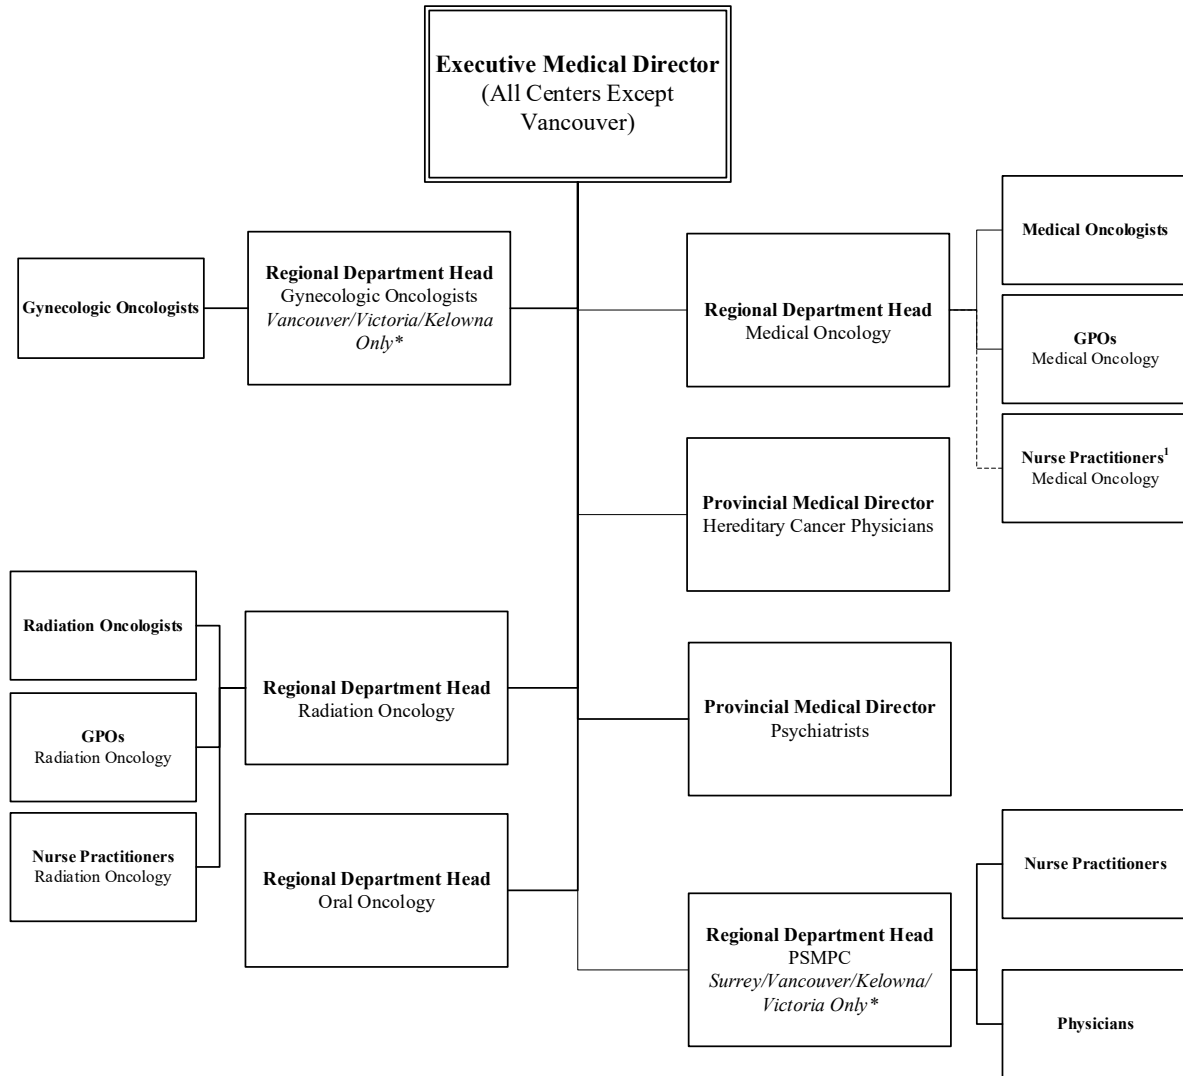 Executive Medical Director
(All Centers Except
Vancouver)
Gynecologic Oncologists
Regional Department Head
Gynecologic Oncologists
Vancouver/Victoria/Kelowna
Only*
Regional Department Head
Medical Oncology
Medical Oncologists
GPOs
Medical Oncology
Nurse Practitioners¹
Medical Oncology
Provincial Medical Director
Hereditary Cancer Physicians
Radiation Oncologists
GPOs
Radiation Oncology
Nurse Practitioners
Radiation Oncology
Regional Department Head
Radiation Oncology
Provincial Medical Director
Psychiatrists
Regional Department Head
Oral Oncology
Regional Department Head
PSMPC
Surrey/Vancouver/Kelowna/
Victoria Only*
Nurse Practitioners
Physicians